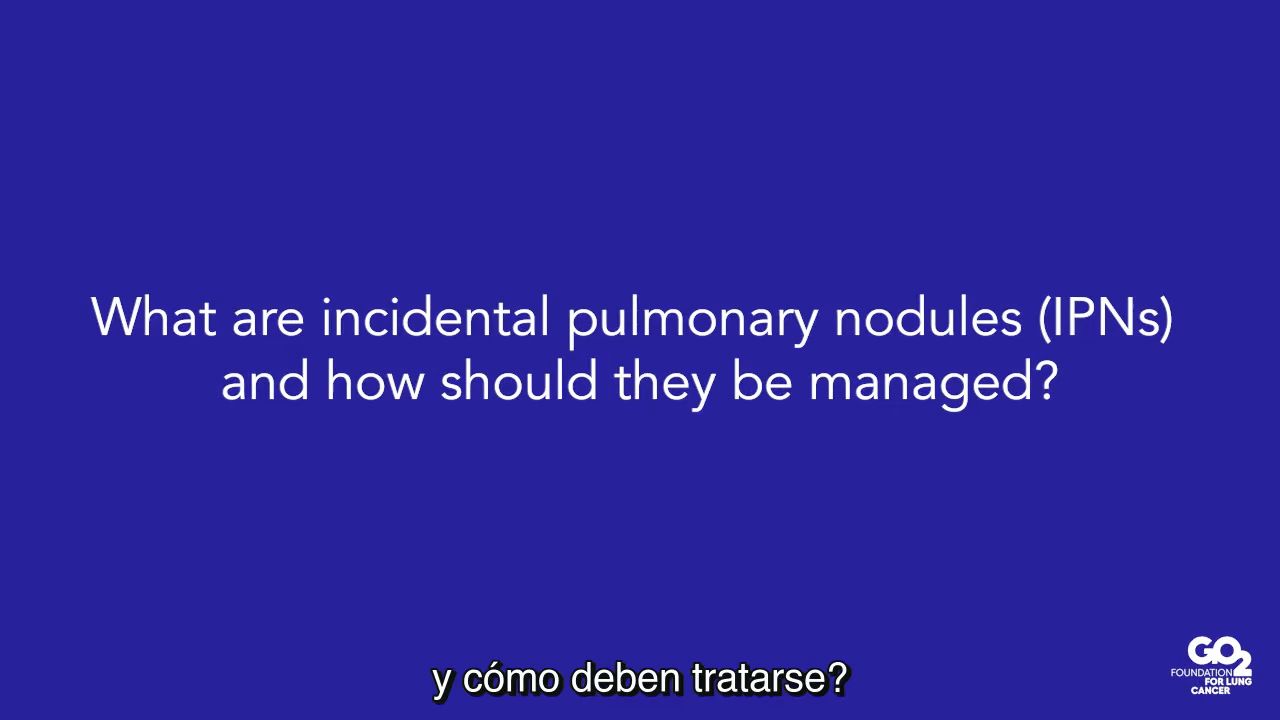 What are incidental pulmonary nodules (IPNs)
and how should they be managed?
y cómo deben tratarse?
GO2
FOUNDATION
FOR LUNG
CANCER